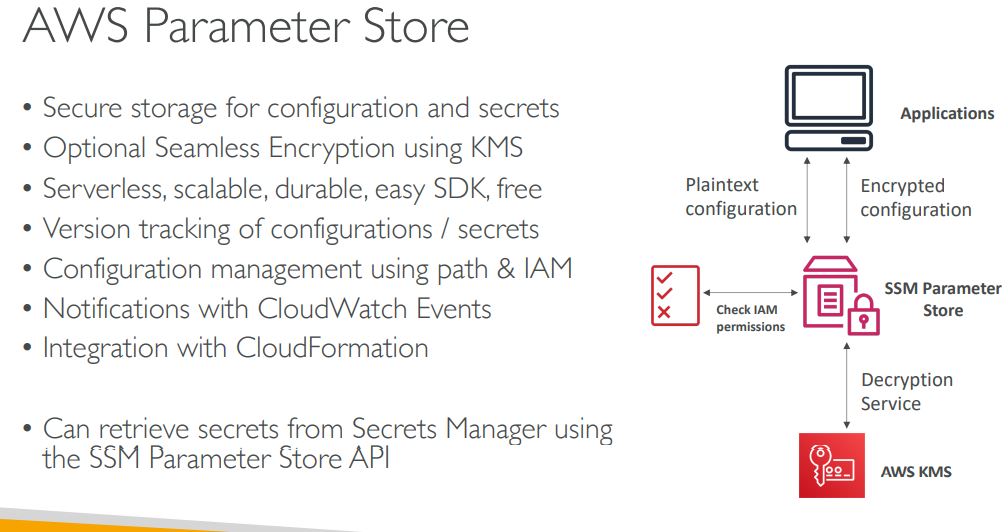 AWS Parameter Store
• Secure storage for configuration and secrets
• Optional Seamless Encryption using KMS
• Serverless, scalable, durable, easy SDK, free
• Version tracking of configurations / secrets
• Configuration management using path & IAM
• Notifications with CloudWatch Events
• Integration with CloudFormation
• Can retrieve secrets from Secrets Manager using
the SSM Parameter Store API
Applications
Plaintext
configuration
Encrypted
configuration
Check IAM
permissions
SSM Parameter
Store
Decryption
Service
AWS KMS